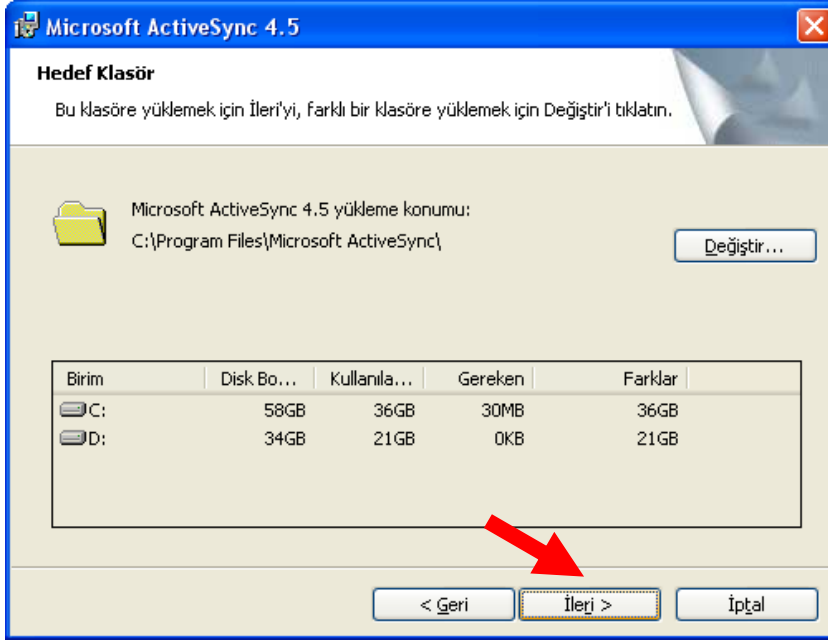 Microsoft ActiveSync 4.5
Hedef Klasör
Bu klasöre yüklemek için İleri'yi, farklı bir klasöre yüklemek için Değiştir'i tıklatın.
Microsoft ActiveSync 4.5 yükleme konumu:
C:\Program Files\Microsoft ActiveSync\
Değiştir...
Birim Disk Bo... Kullanıla... Gereken Farklar
C: 58GB 36GB 30MB 36GB
D: 34GB 21GB 0KB 21GB
< Geri İleri > İptal